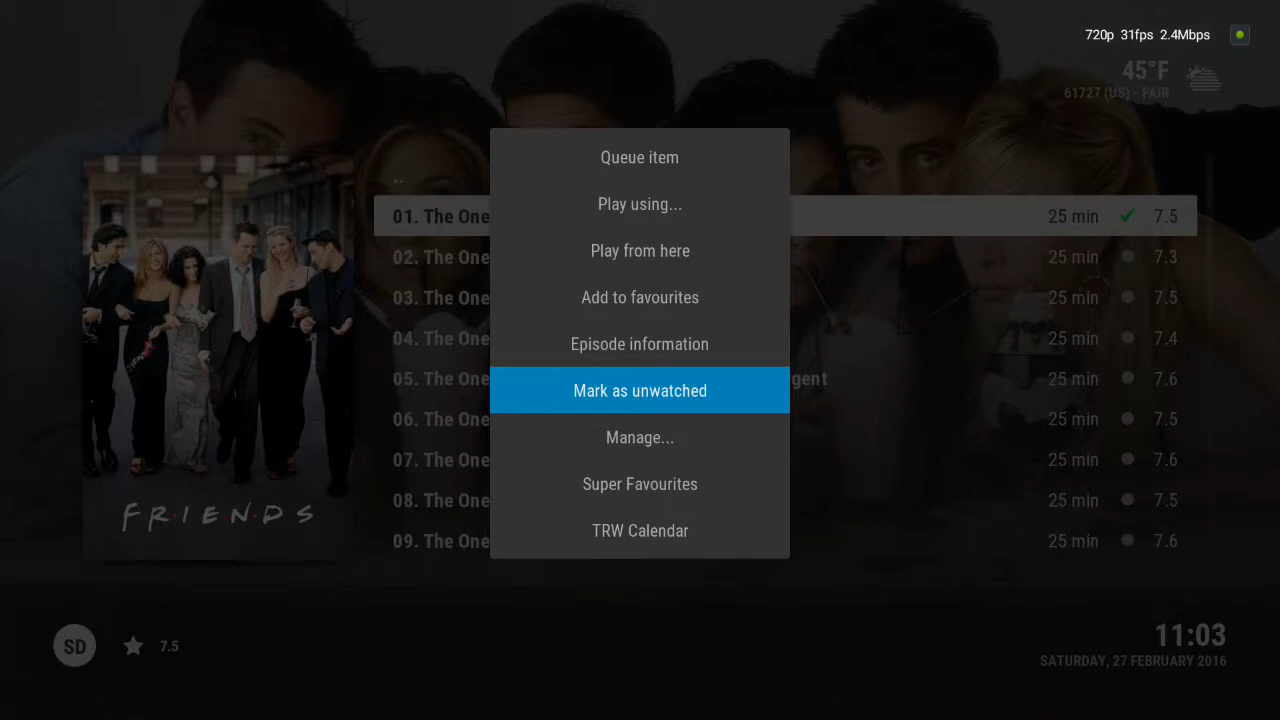 720p 31fps 2.4Mbps
45°F
61727 (US) - FAIR
Queue item
Play using...
Play from here
Add to favourites
Episode information
Mark as unwatched
Manage...
Super Favourites
TRW Calendar
..
01. The One 25 min 7.5
02. The One 25 min 7.3
03. The One 25 min 7.5
04. The One 25 min 7.4
05. The One gent 25 min 7.6
06. The One 25 min 7.5
07. The One 25 min 7.6
08. The One 25 min 7.5
09. The One 25 min 7.6
F·R·I·E·N·D·S
SD 7.5
11:03
SATURDAY, 27 FEBRUARY 2016